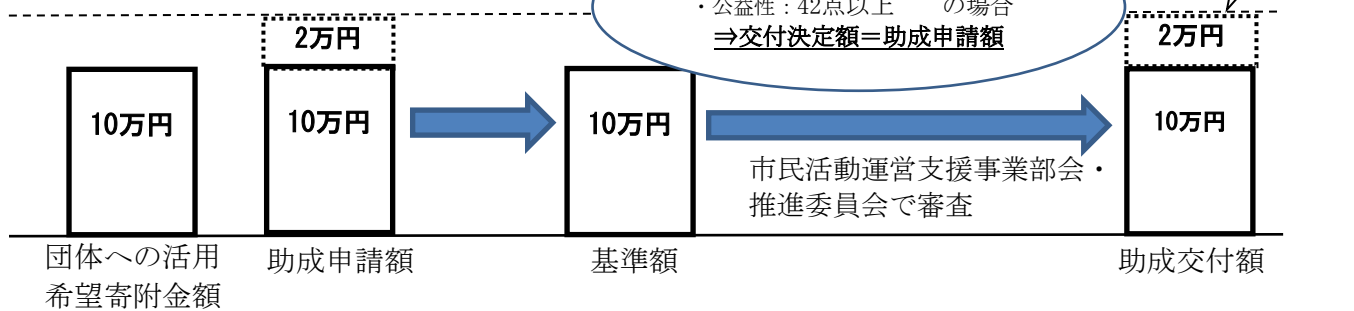 ・公益性：42点以上　の場合
⇒交付決定額＝助成申請額
2万円
2万円
10万円
10万円
10万円
10万円
市民活動運営支援事業部会・
推進委員会で審査
団体への活用
希望寄附金額
助成申請額
基準額
助成交付額